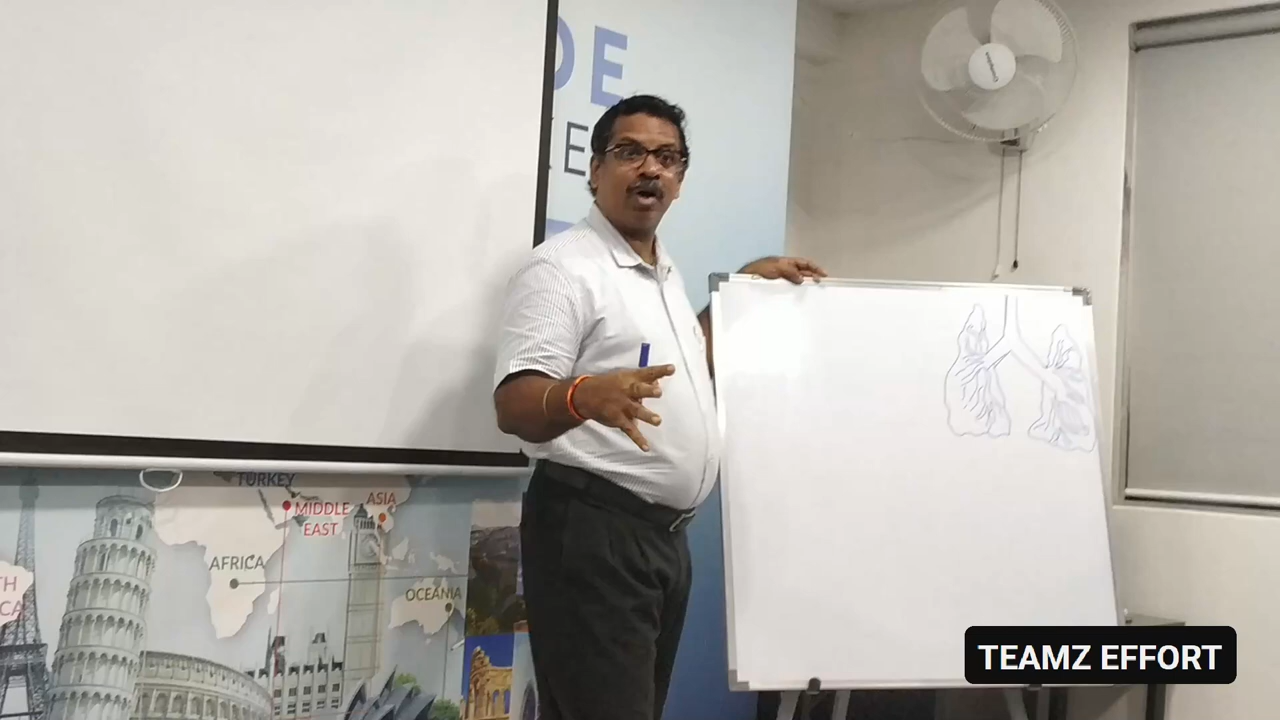 DE
E
TURKEY
MIDDLE
EAST
ASIA
AFRICA
OCEANIA
TH
CA
TEAMZ EFFORT